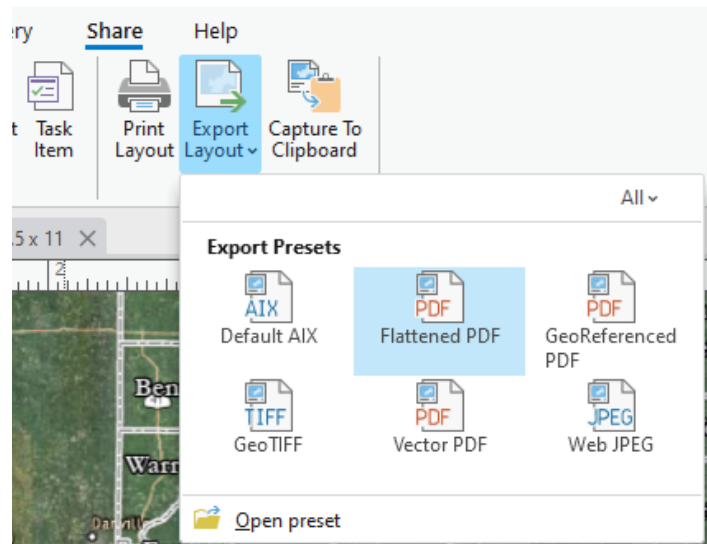 ry Share Help
t Task Item
Print Layout
Export Layout
Capture To Clipboard
All
.5 x 11
2
Export Presets
AIX
Default AIX
PDF
Flattened PDF
PDF
GeoReferenced PDF
TIFF
GeoTIFF
PDF
Vector PDF
JPEG
Web JPEG
Ben
Warr
Danville
Open preset